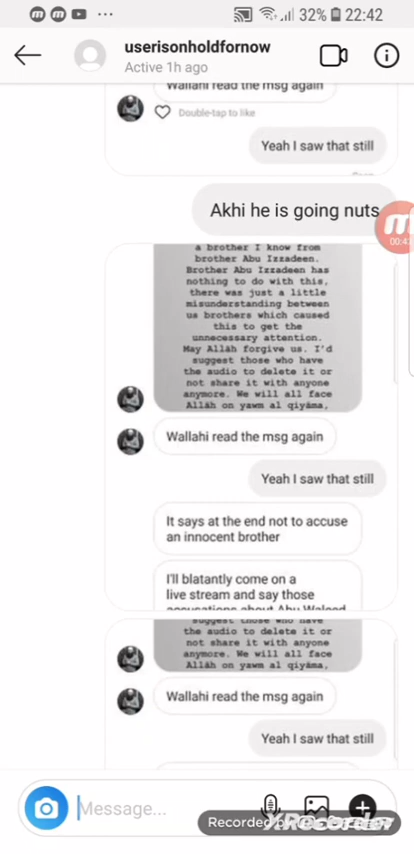 32% 22:42
userisonholdfornow
Active 1h ago
Wallahi read the msg again
Double-tap to like
Yeah I saw that still
Akhi he is going nuts
00:4
a brother I know from
brother Abu Izzadeen.
Brother Abu Izzadeen has
nothing to do with this,
there was just a little
misunderstanding between
us brothers which caused
this to get the
unnecessary attention.
May Allāh forgive us. I'd
suggest those who have
the audio to delete it or
not share it with anyone
anymore. We will all face
Allāh on yawm al qiyāma,
Wallahi read the msg again
Yeah I saw that still
It says at the end not to accuse
an innocent brother
I'll blatantly come on a
live stream and say those
accusations about Abu Waleed
suggest those who have
the audio to delete it or
not share it with anyone
anymore. We will all face
Allāh on yawm al qiyāma,
Wallahi read the msg again
Yeah I saw that still
Message...
Recorded by
XRecorder